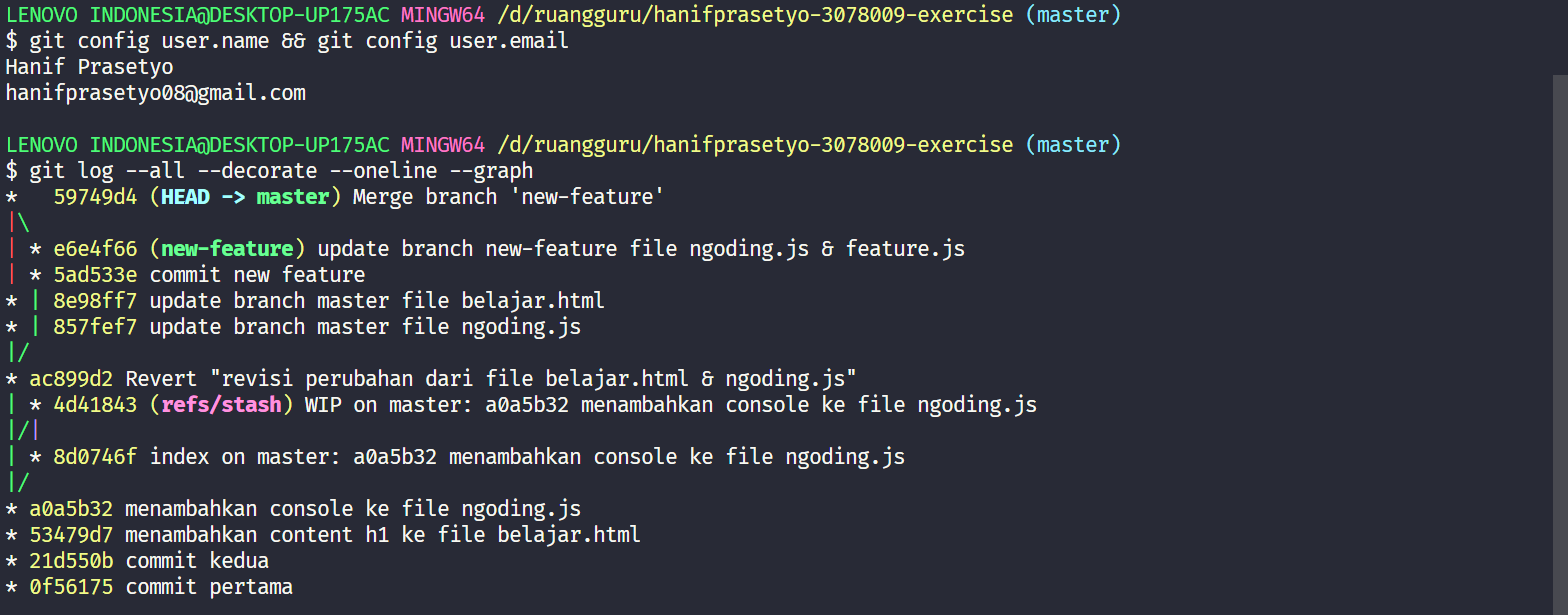 LENOVO INDONESIA@DESKTOP-UP175AC MINGW64 /d/ruangguru/hanifprasetyo-3078009-exercise (master)
$ git config user.name && git config user.email
Hanif Prasetyo
hanifprasetyo08@gmail.com

LENOVO INDONESIA@DESKTOP-UP175AC MINGW64 /d/ruangguru/hanifprasetyo-3078009-exercise (master)
$ git log --all --decorate --oneline --graph
*   59749d4 (HEAD -> master) Merge branch 'new-feature'
|\
| * e6e4f66 (new-feature) update branch new-feature file ngoding.js & feature.js
| * 5ad533e commit new feature
* | 8e98ff7 update branch master file belajar.html
* | 857fef7 update branch master file ngoding.js
|/
* ac899d2 Revert "revisi perubahan dari file belajar.html & ngoding.js"
| * 4d41843 (refs/stash) WIP on master: a0a5b32 menambahkan console ke file ngoding.js
|/|
| * 8d0746f index on master: a0a5b32 menambahkan console ke file ngoding.js
|/
* a0a5b32 menambahkan console ke file ngoding.js
* 53479d7 menambahkan content h1 ke file belajar.html
* 21d550b commit kedua
* 0f56175 commit pertama